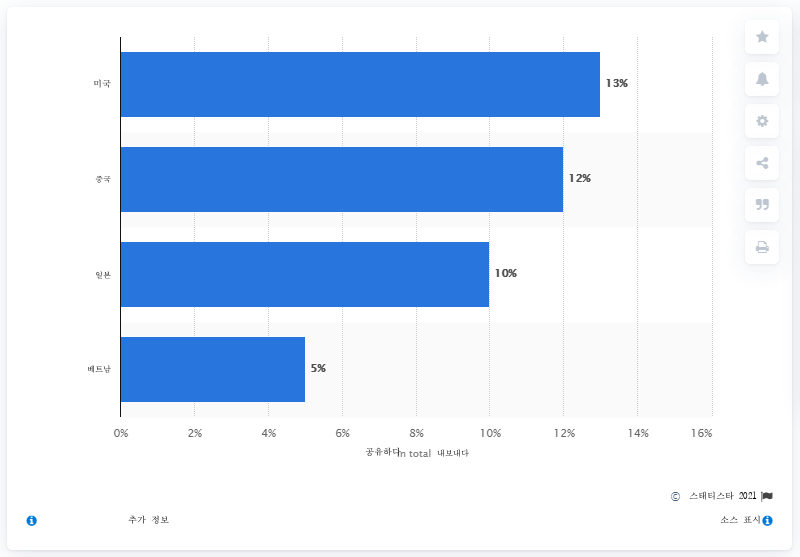 미국
13%
중국
12%
일본
10%
베트남
5%
0% 2% 4% 6% 8% 10% 12% 14% 16%
공유하다in total 내보내다
© 스태티스타 2021
추가 정보
소스 표시